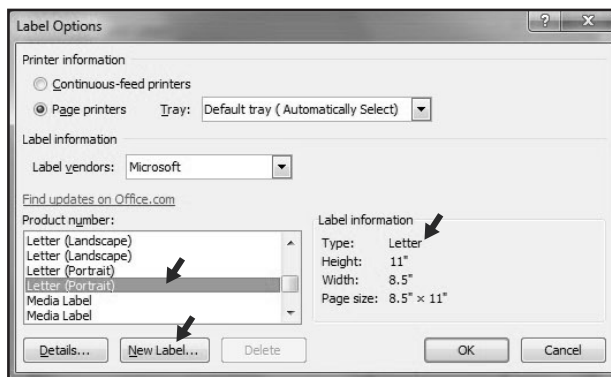 Label Options
? X
Printer information
Continuous-feed printers
Page printers Tray: Default tray ( Automatically Select)
Label information
Label vendors: Microsoft
Find updates on Office.com
Product number:
Letter (Landscape)
Letter (Landscape)
Letter (Portrait)
Letter (Portrait)
Media Label
Media Label
Label information
Type: Letter
Height: 11"
Width: 8.5"
Page size: 8.5" × 11"
Details... New Label... Delete OK Cancel